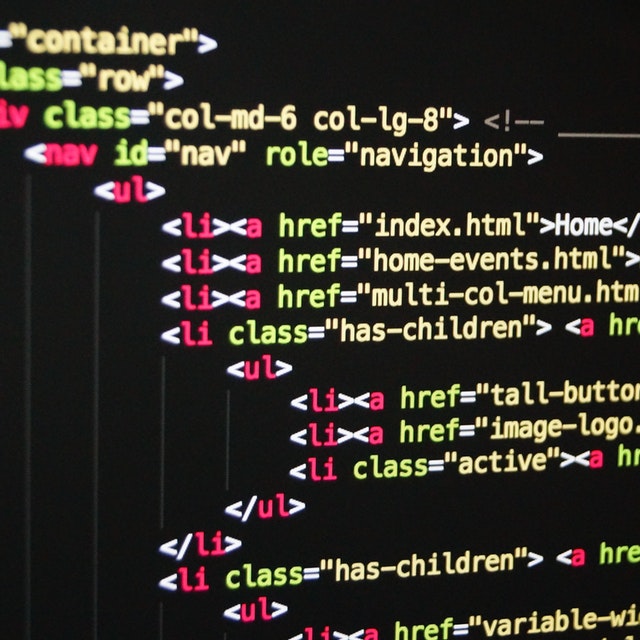 ="container">
lass="row">
iv class="col-md-6 col-lg-8"> <!--
<nav id="nav" role="navigation">
<ul>
<li><a href="index.html">Home</
<li><a href="home-events.html">
<li><a href="multi-col-menu.htm
<li class="has-children"> <a hr
<ul>
<li><a href="tall-button
<li><a href="image-logo.
<li class="active"><a hr
</ul>
</li>
<li class="has-children"> <a hre
<ul>
<li><a href="variable-wi